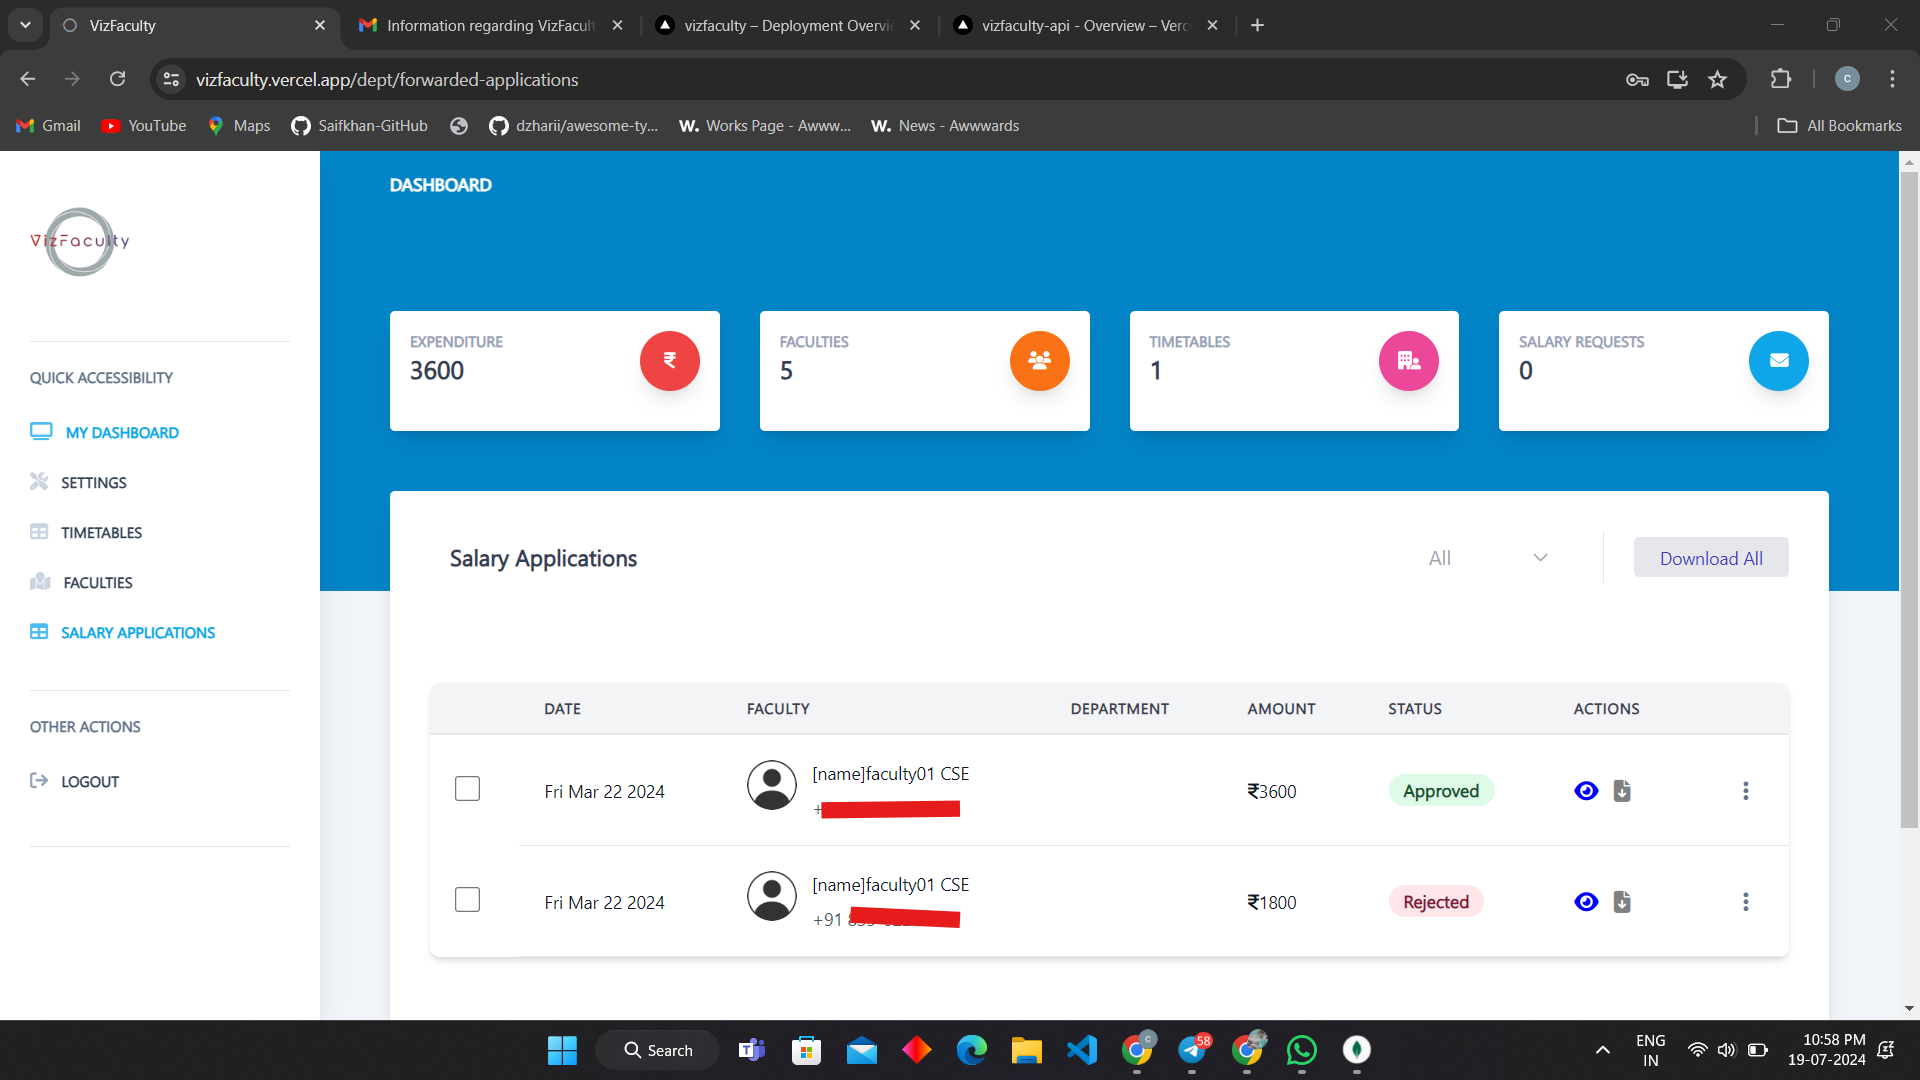 VizFaculty
Information regarding VizFacult
vizfaculty – Deployment Overvi
vizfaculty-api - Overview – Verc
vizfaculty.vercel.app/dept/forwarded-applications
C
Gmail
YouTube
Maps
Saifkhan-GitHub
dzharii/awesome-ty...
W. Works Page - Awww...
W. News - Awwwards
All Bookmarks
VizFaculty
DASHBOARD
EXPENDITURE
3600
FACULTIES
5
TIMETABLES
1
SALARY REQUESTS
0
QUICK ACCESSIBILITY
MY DASHBOARD
SETTINGS
TIMETABLES
FACULTIES
SALARY APPLICATIONS
OTHER ACTIONS
LOGOUT
Salary Applications
All
Download All
DATE FACULTY DEPARTMENT AMOUNT STATUS ACTIONS
Fri Mar 22 2024 [name]faculty01 CSE ₹3600 Approved
+
Fri Mar 22 2024 [name]faculty01 CSE ₹1800 Rejected
+91
Search
58
ENG
IN
10:58 PM
19-07-2024